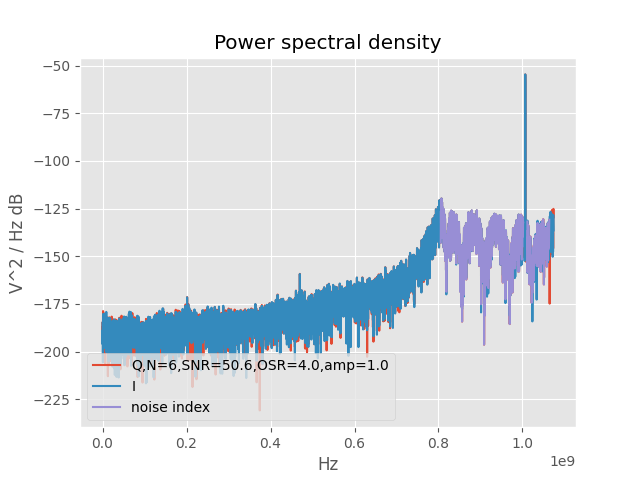 Power spectral density
−50
−75
−100
−125
−150
−175
−200
−225
V^2 / Hz dB
Q,N=6,SNR=50.6,OSR=4.0,amp=1.0
I
noise index
0.0 0.2 0.4 0.6 0.8 1.0
1e9
Hz